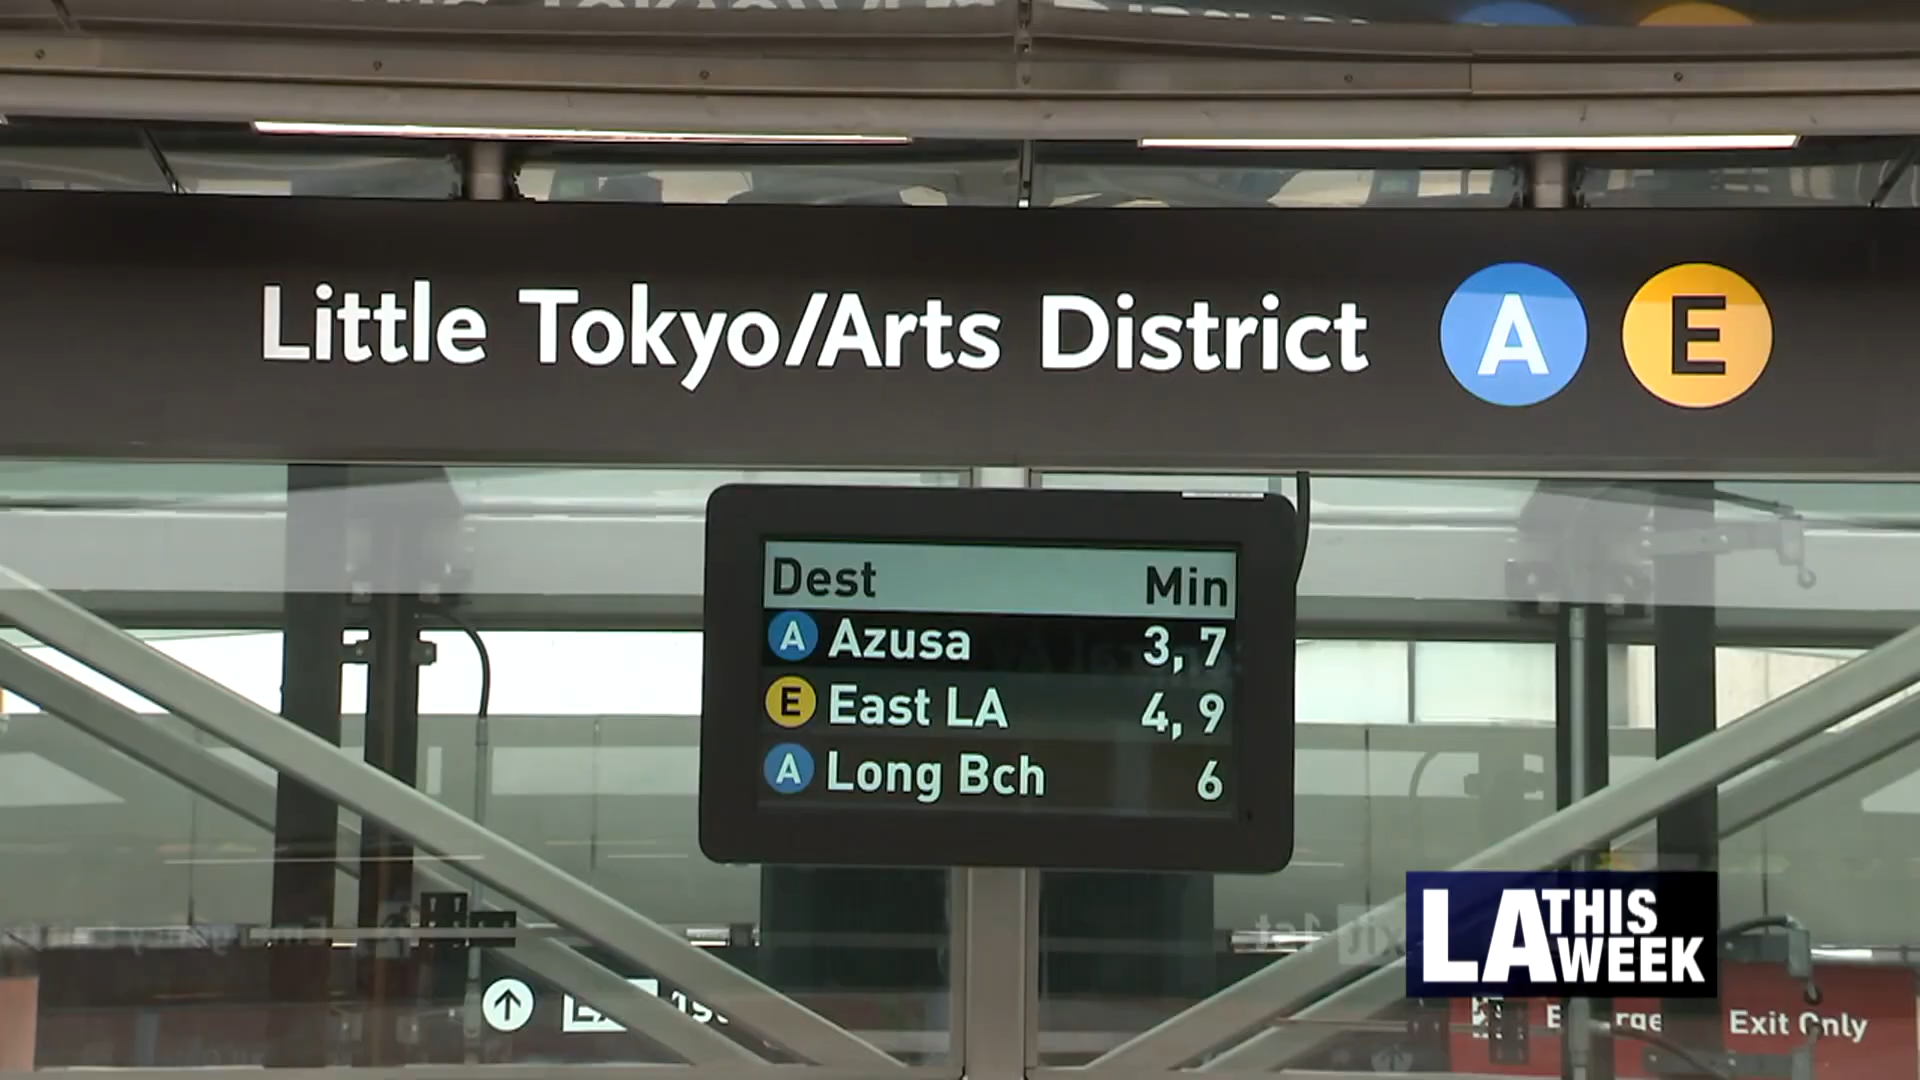 Little Tokyo/Arts District A E
Dest Min
A Azusa 3, 7
E East LA 4, 9
A Long Bch 6
LA THIS WEEK
1st
Exit Only